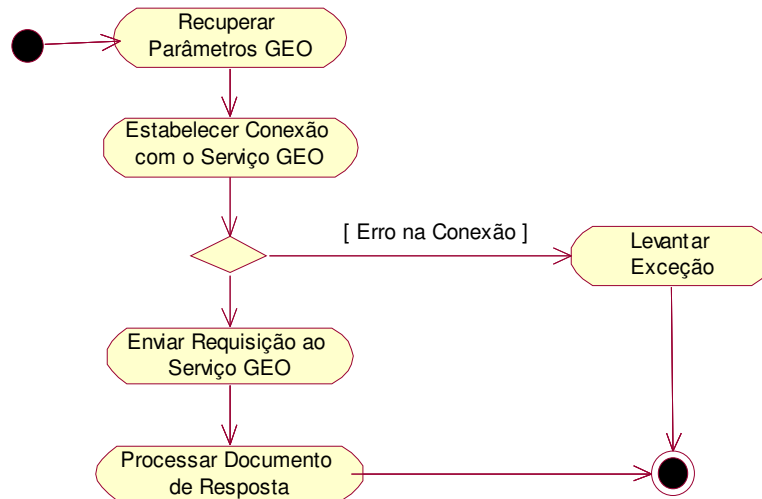 Recuperar
Parâmetros GEO
Estabelecer Conexão
com o Serviço GEO
[ Erro na Conexão ]
Levantar
Exceção
Enviar Requisição ao
Serviço GEO
Processar Documento
de Resposta